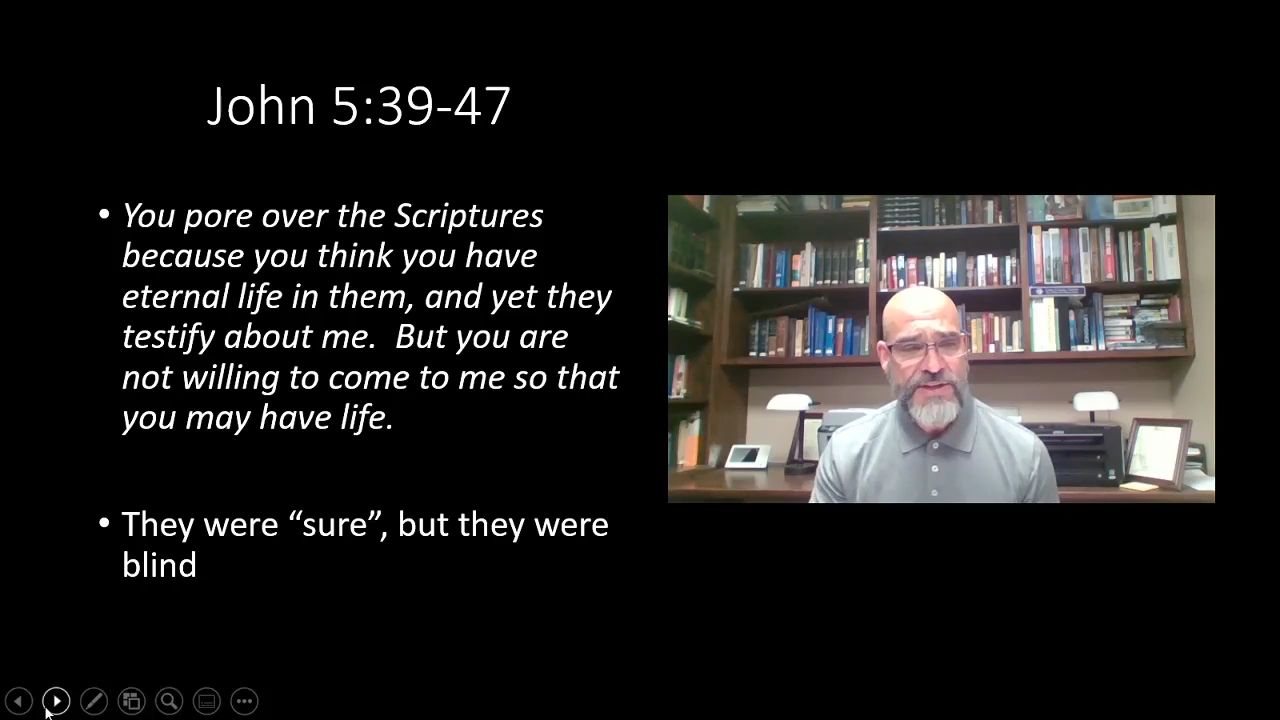 John 5:39-47
• You pore over the Scriptures
because you think you have
eternal life in them, and yet they
testify about me.  But you are
not willing to come to me so that
you may have life.
• They were “sure”, but they were
blind